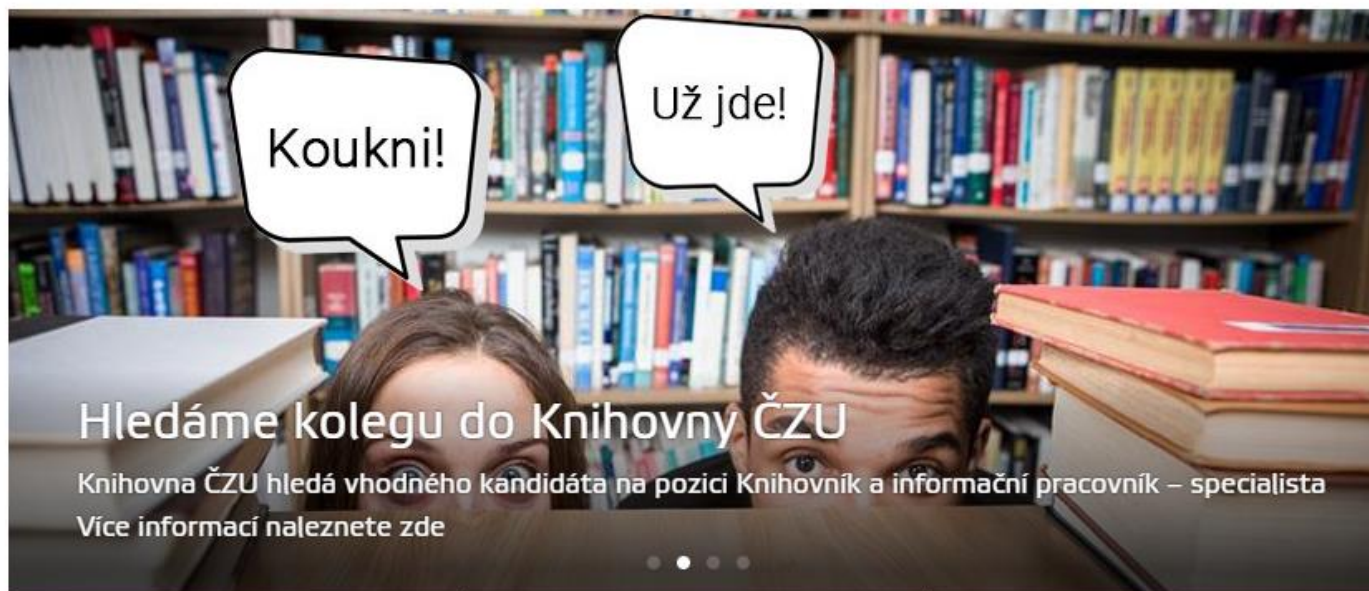 Koukni!
Už jde!
Hledáme kolegu do Knihovny ČZU
Knihovna ČZU hledá vhodného kandidáta na pozici Knihovník a informační pracovník – specialista
Více informací naleznete zde